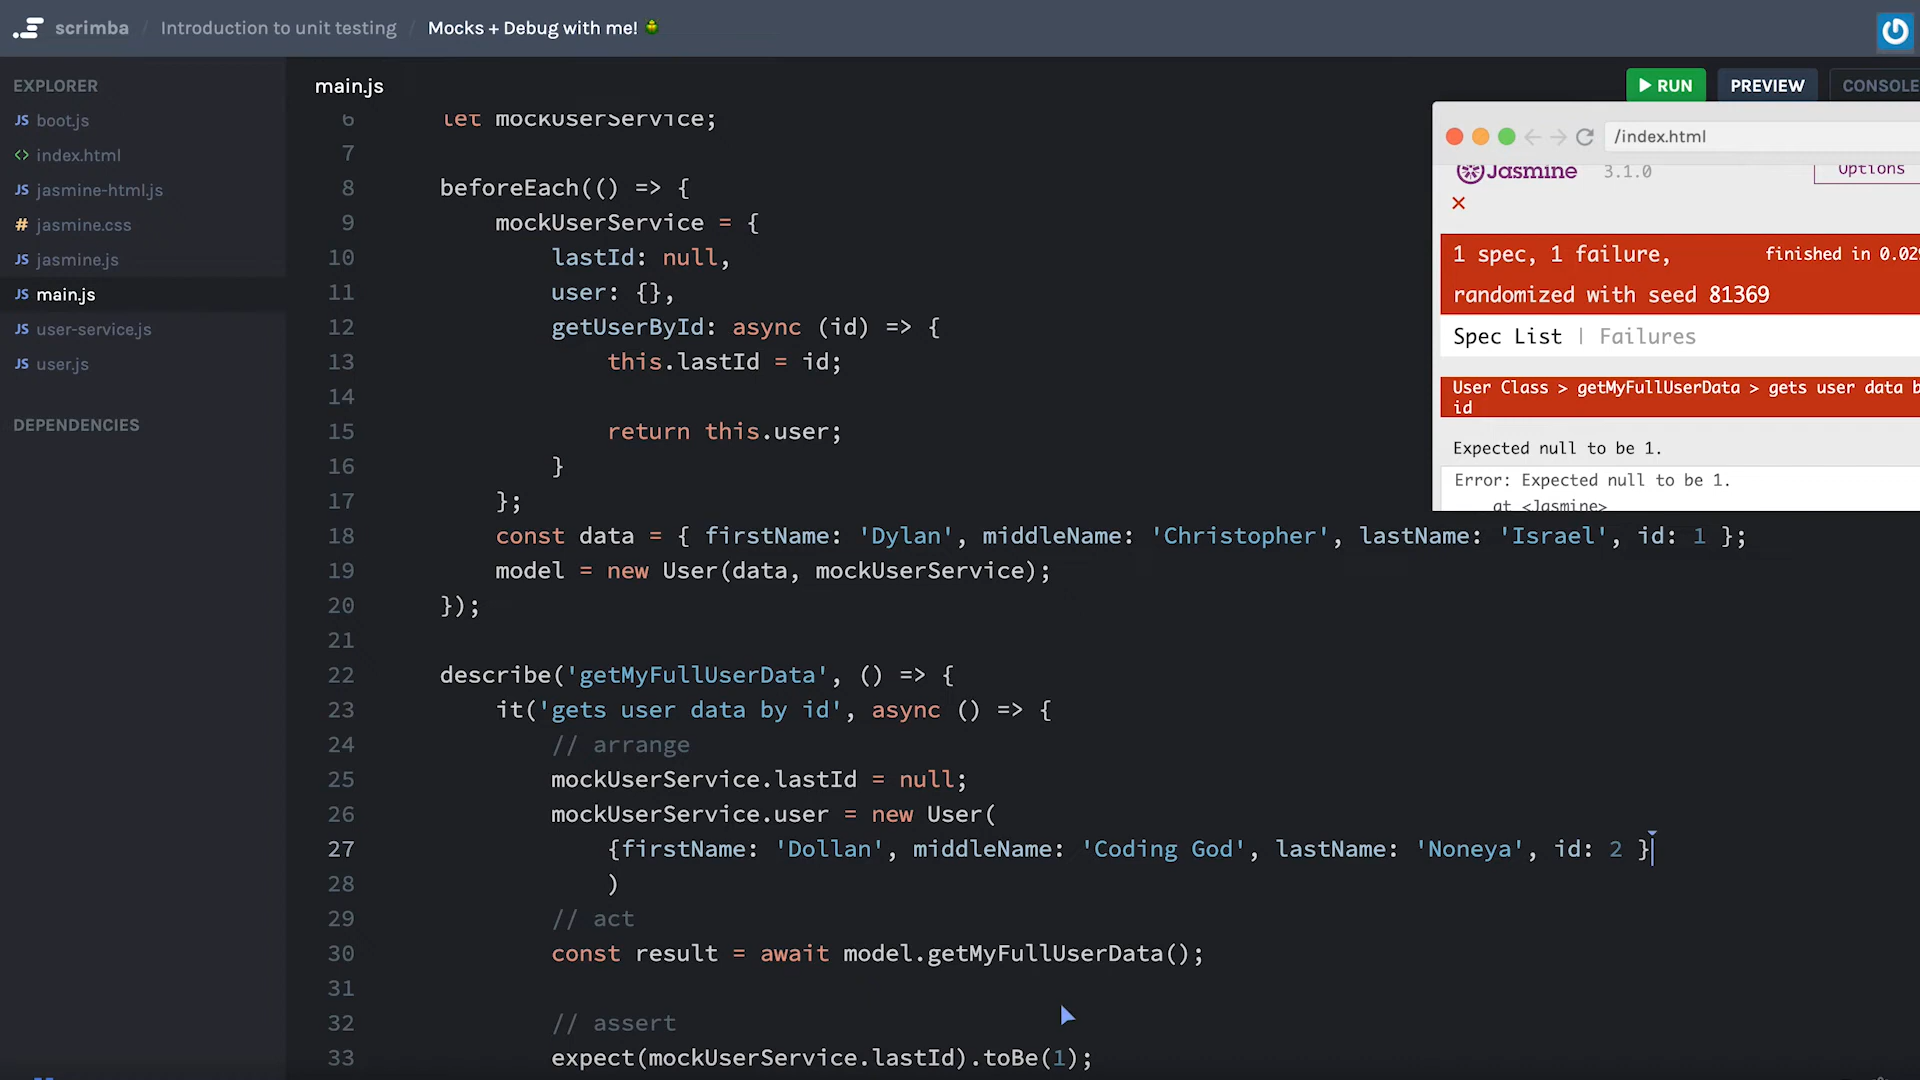 scrimba / Introduction to unit testing / Mocks + Debug with me!
EXPLORER
JS boot.js
<> index.html
JS jasmine-html.js
# jasmine.css
JS jasmine.js
JS main.js
JS user-service.js
JS user.js
DEPENDENCIES
main.js
RUN PREVIEW CONSOLE
6 let mockUserService;
7
8 beforeEach(() => {
9 mockUserService = {
10 lastId: null,
11 user: {},
12 getUserById: async (id) => {
13 this.lastId = id;
14
15 return this.user;
16 }
17 };
18 const data = { firstName: 'Dylan', middleName: 'Christopher', lastName: 'Israel', id: 1 };
19 model = new User(data, mockUserService);
20 });
21
22 describe('getMyFullUserData', () => {
23 it('gets user data by id', async () => {
24 // arrange
25 mockUserService.lastId = null;
26 mockUserService.user = new User(
27 {firstName: 'Dollan', middleName: 'Coding God', lastName: 'Noneya', id: 2 }
28 )
29 // act
30 const result = await model.getMyFullUserData();
31
32 // assert
33 expect(mockUserService.lastId).toBe(1);
/index.html
Jasmine 3.1.0 Options
✕
1 spec, 1 failure, finished in 0.029
randomized with seed 81369
Spec List | Failures
User Class > getMyFullUserData > gets user data b
id
Expected null to be 1.
Error: Expected null to be 1.
at <Jasmine>